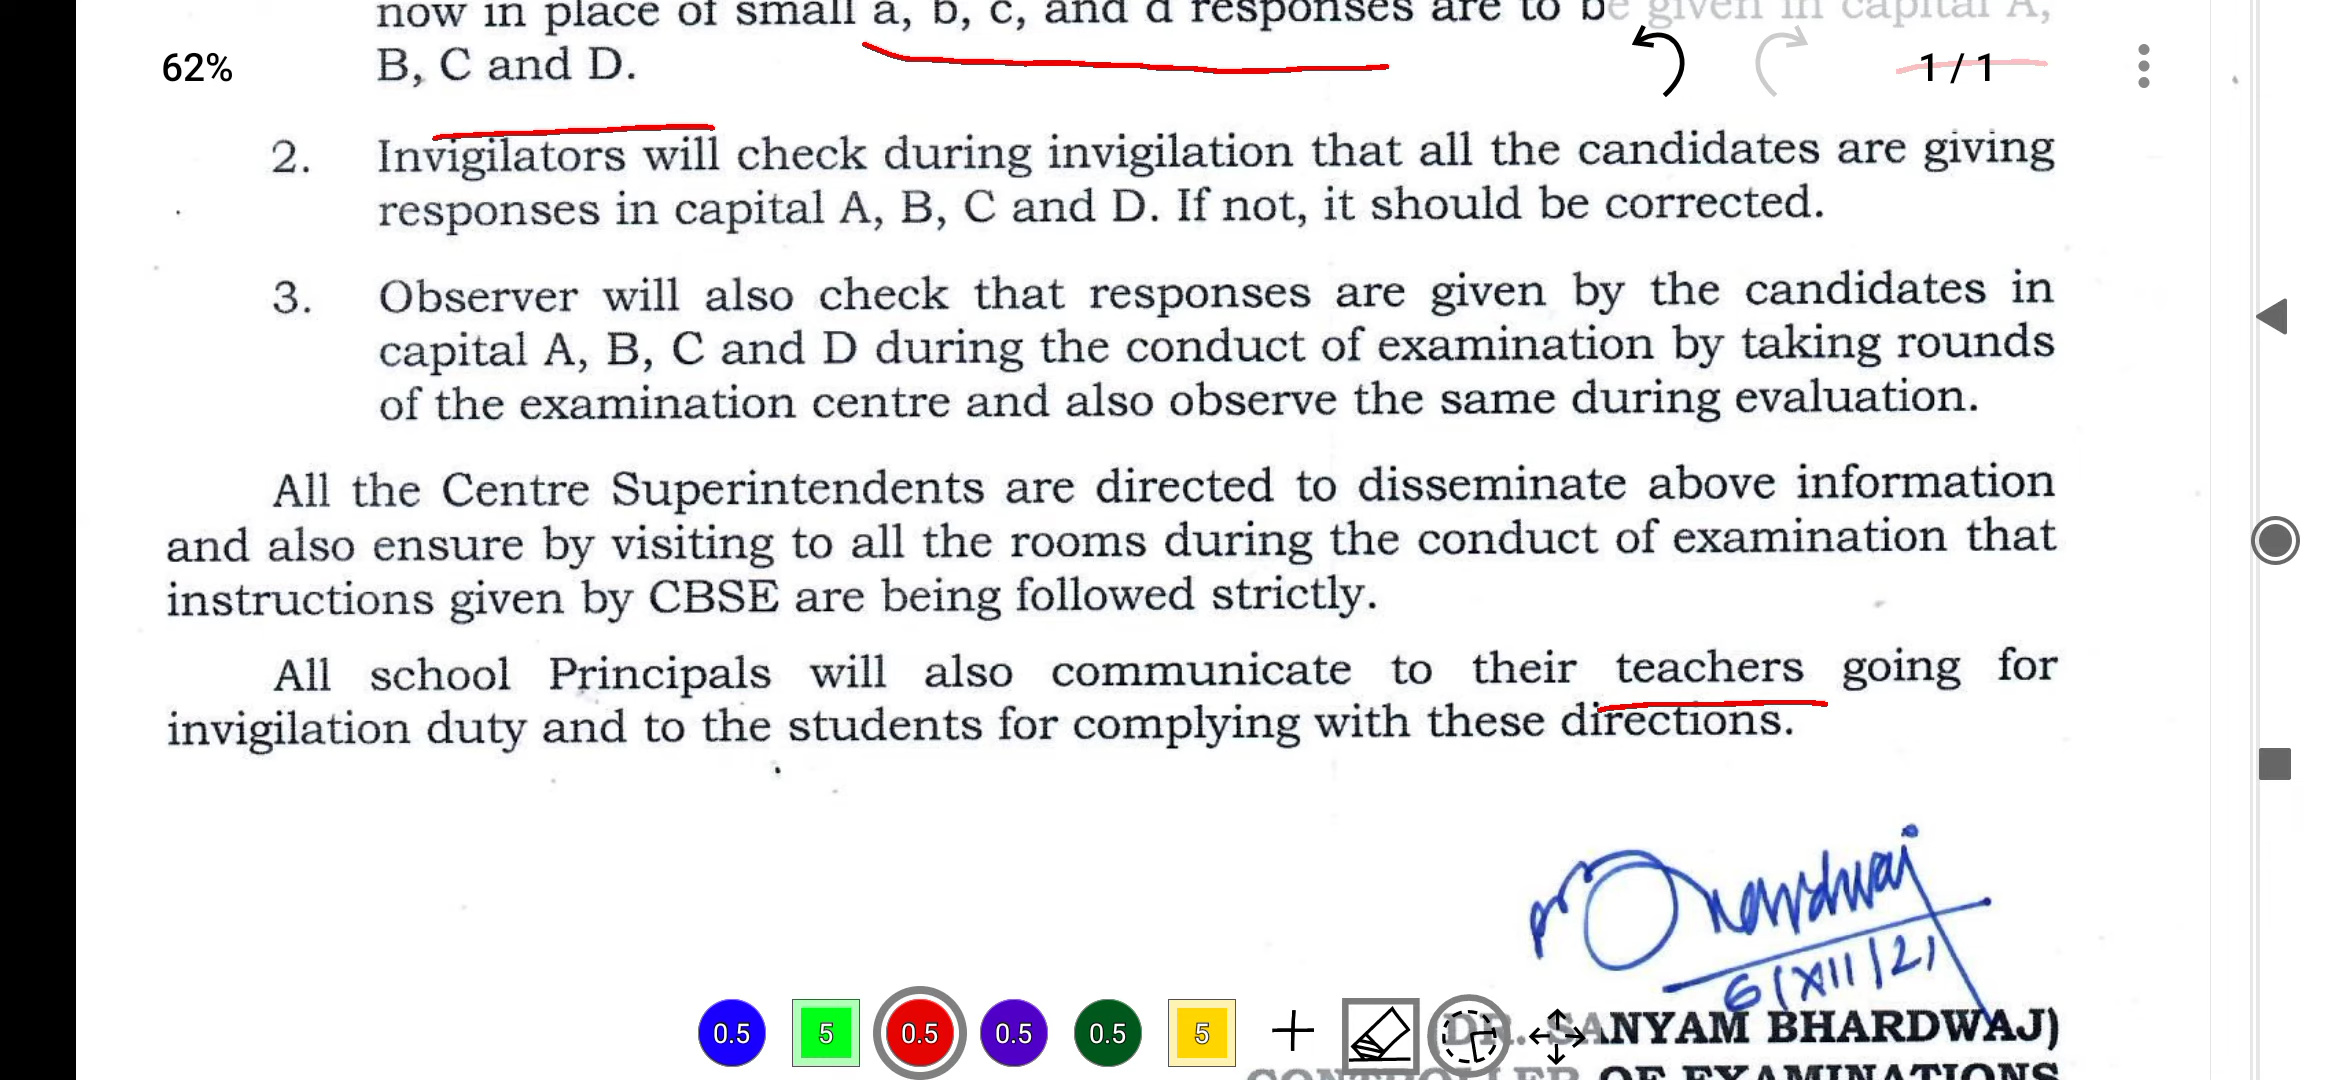 now in place of small a, b, c, and d responses are to be given in capital A,
62% B, C and D. 1 / 1
2. Invigilators will check during invigilation that all the candidates are giving
responses in capital A, B, C and D. If not, it should be corrected.
3. Observer will also check that responses are given by the candidates in
capital A, B, C and D during the conduct of examination by taking rounds
of the examination centre and also observe the same during evaluation.
All the Centre Superintendents are directed to disseminate above information
and also ensure by visiting to all the rooms during the conduct of examination that
instructions given by CBSE are being followed strictly.
All school Principals will also communicate to their teachers going for
invigilation duty and to the students for complying with these directions.
6/XII/21
0.5 5 0.5 0.5 0.5 5
DR. SANYAM BHARDWAJ)
CONTROLLER OF EXAMINATIONS